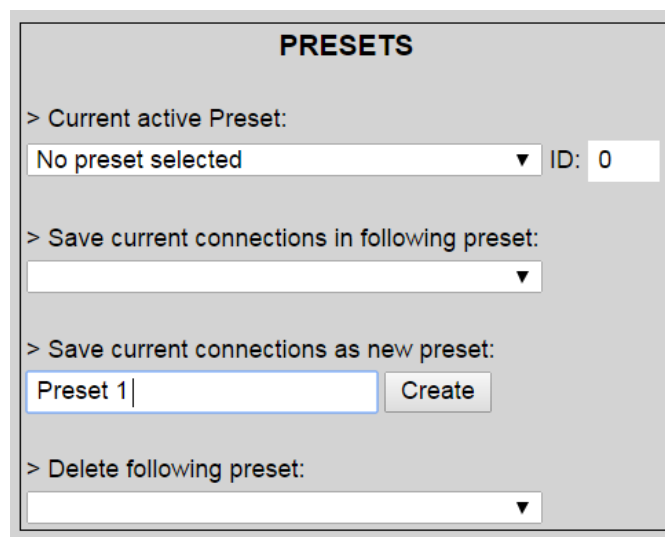 PRESETS
> Current active Preset:
No preset selected ▼ ID: 0
> Save current connections in following preset:
▼
> Save current connections as new preset:
Preset 1 Create
> Delete following preset:
▼